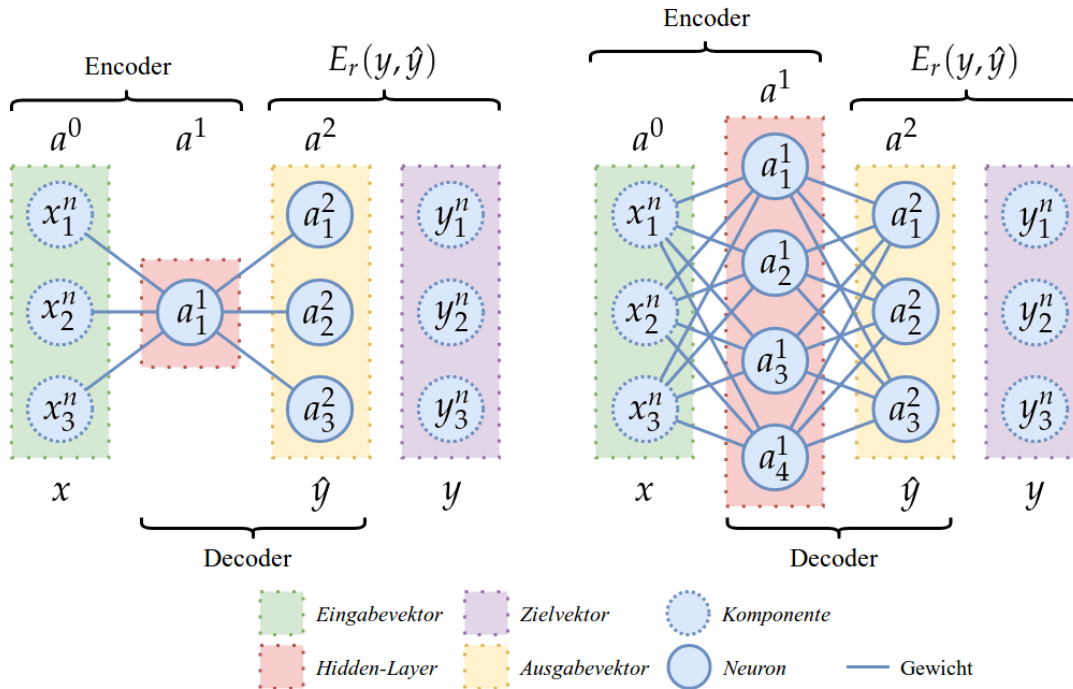 Encoder
E_r(y, ŷ)
a^0 a^1 a^2
x_1^n a_1^2 y_1^n
x_2^n a_1^1 a_2^2 y_2^n
x_3^n a_3^2 y_3^n
x ŷ y
Decoder
Encoder
E_r(y, ŷ)
a^0 a^1 a^2
a_1^1
x_1^n a_1^2 y_1^n
a_2^1
x_2^n a_2^2 y_2^n
a_3^1
x_3^n a_3^2 y_3^n
a_4^1
x ŷ y
Decoder
Eingabevektor Zielvektor Komponente
Hidden-Layer Ausgabevektor Neuron Gewicht